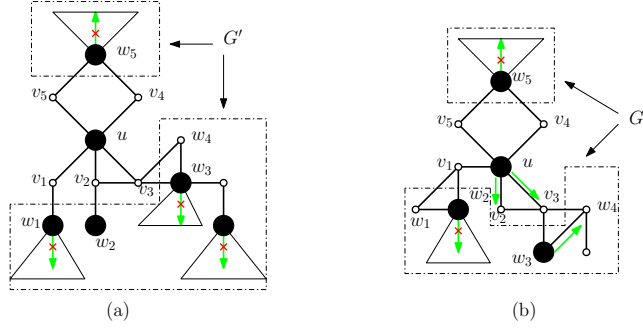 w₅
G′
w₅
v₅
v₄
G
v₅
v₄
u
w₄
u
v₁
v₂
v₃
w₃
v₁
w₂
v₂
v₃
w₁
w₂
w₁
w₄
w₃
(a)
(b)